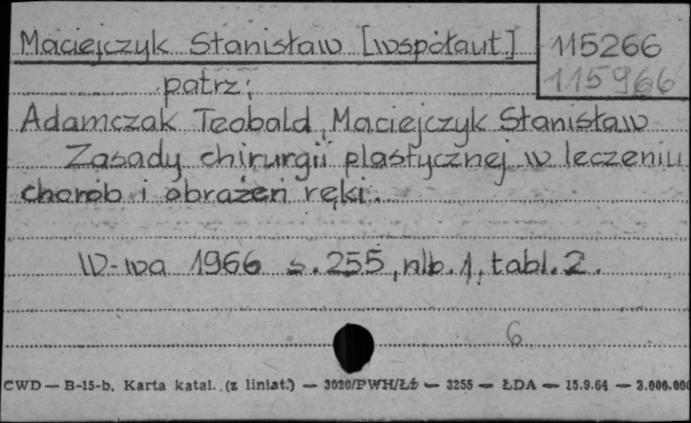 Maciejczyk Stanisław [współaut.] 115266
115966
patrz:
Adamczak Teobald, Maciejczyk Stanisław
Zasady chirurgii plastycznej w leczeniu
chorób i obrażeń ręki.
W-wa 1966 s. 255, nlb. 1, tabl. 2.
6
CWD — B-15-b. Karta katal. (z liniat.) — 3020/PWH/Łź — 3255 — ŁDA — 15.9.64 — 3.000.000